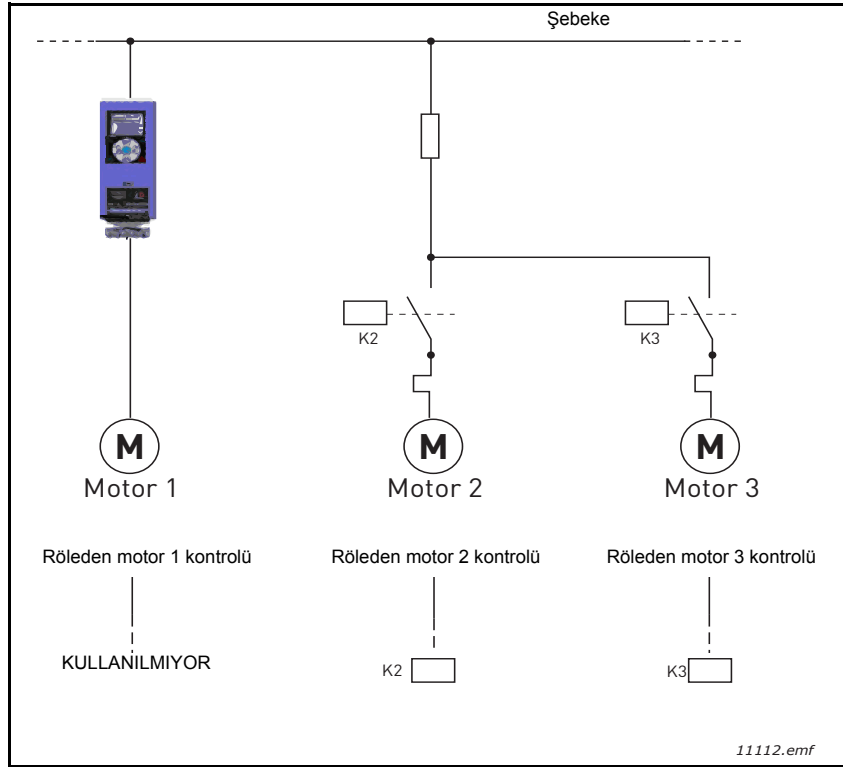 Şebeke
K2
K3
M
M
M
Motor 1
Motor 2
Motor 3
Röleden motor 1 kontrolü
Röleden motor 2 kontrolü
Röleden motor 3 kontrolü
KULLANILMIYOR
K2
K3
11112.emf